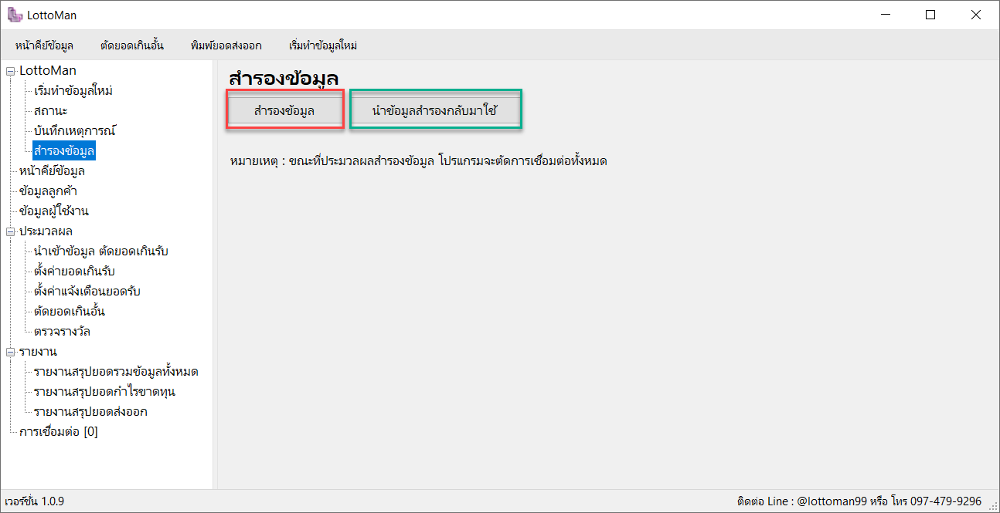 LottoMan
หน้าคีย์ข้อมูล ตัดยอดเกินอั้น พิมพ์ยอดส่งออก เริ่มทำข้อมูลใหม่
LottoMan
เริ่มทำข้อมูลใหม่
สถานะ
บันทึกเหตุการณ์
สำรองข้อมูล
หน้าคีย์ข้อมูล
ข้อมูลลูกค้า
ข้อมูลผู้ใช้งาน
ประมวลผล
นำเข้าข้อมูล ตัดยอดเกินรับ
ตั้งค่ายอดเกินรับ
ตั้งค่าแจ้งเตือนยอดรับ
ตัดยอดเกินอั้น
ตรวจรางวัล
รายงาน
รายงานสรุปยอดรวมข้อมูลทั้งหมด
รายงานสรุปยอดกำไรขาดทุน
รายงานสรุปยอดส่งออก
การเชื่อมต่อ [0]
สำรองข้อมูล
สำรองข้อมูล นำข้อมูลสำรองกลับมาใช้
หมายเหตุ : ขณะที่ประมวลผลสำรองข้อมูล โปรแกรมจะตัดการเชื่อมต่อทั้งหมด
เวอร์ชั่น 1.0.9 ติดต่อ Line : @lottoman99 หรือ โทร 097-479-9296